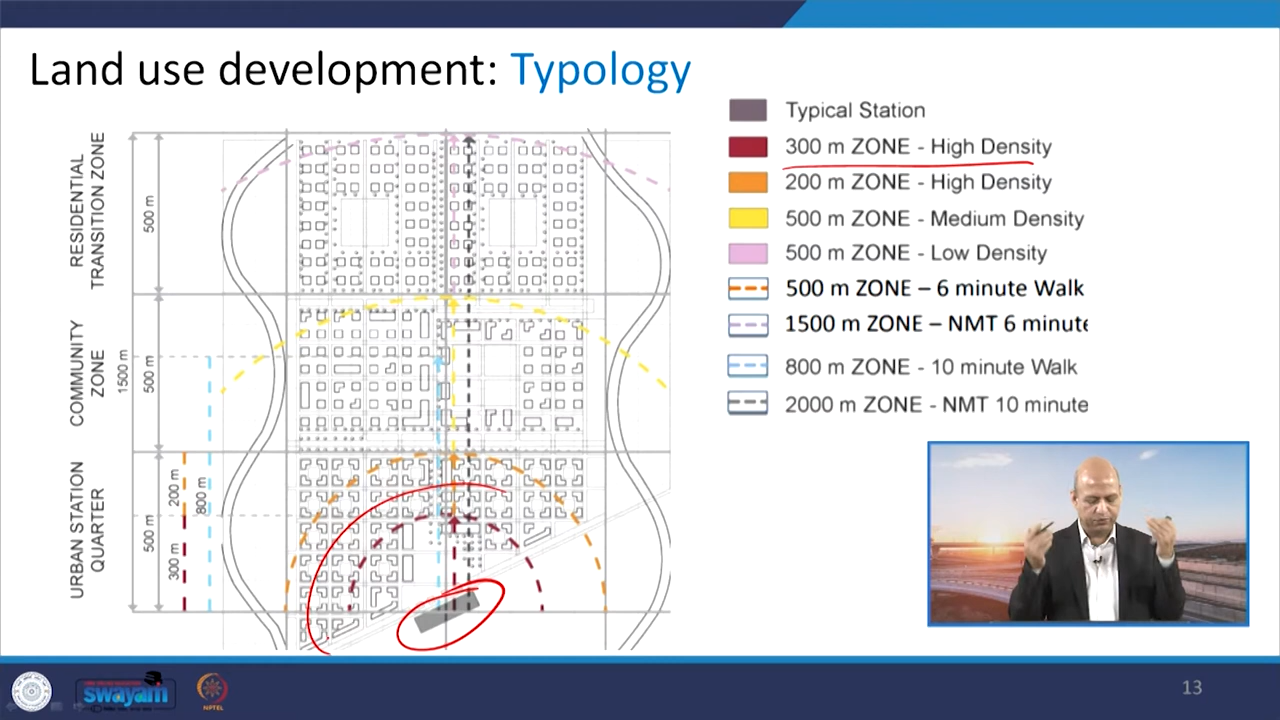 Land use development: Typology
RESIDENTIAL
TRANSITION ZONE
COMMUNITY
ZONE
URBAN STATION
QUARTER
1500 m
500 m
500 m
500 m
200 m
300 m
800 m
Typical Station
300 m ZONE - High Density
200 m ZONE - High Density
500 m ZONE - Medium Density
500 m ZONE - Low Density
500 m ZONE – 6 minute Walk
1500 m ZONE – NMT 6 minute
800 m ZONE - 10 minute Walk
2000 m ZONE - NMT 10 minute
swayam
NPTEL
13